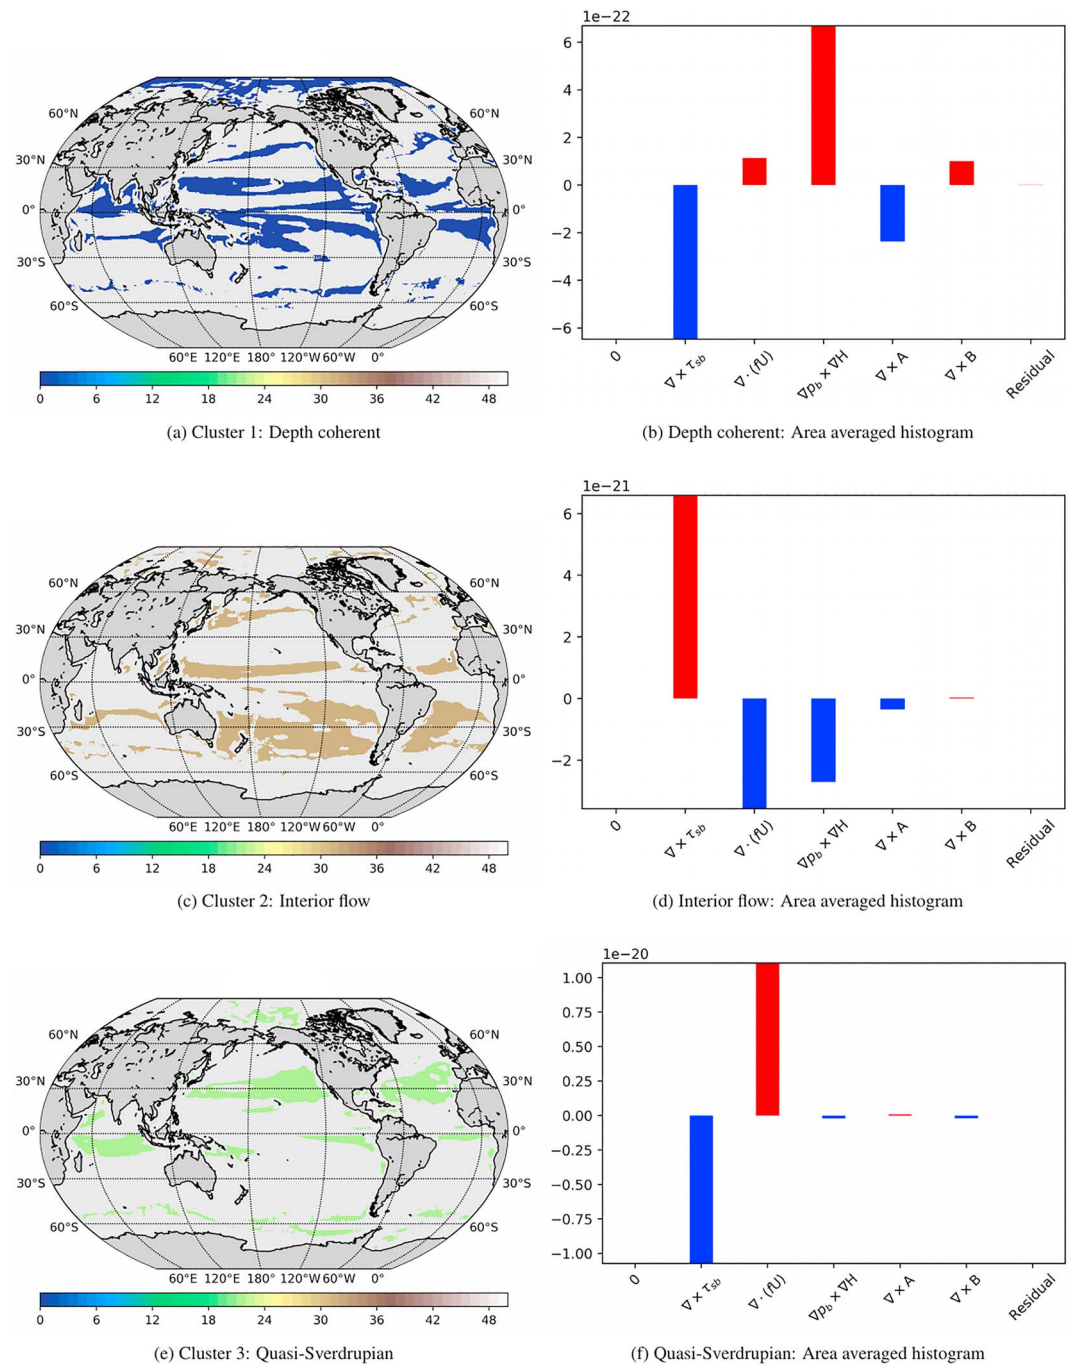 60°N 60°N
30°N 30°N
0° 0°
30°S 30°S
60°S 60°S
60°E 120°E 180° 120°W 60°W 0°
0 6 12 18 24 30 36 42 48
(a) Cluster 1: Depth coherent
1e−22
6
4
2
0
−2
−4
−6
0 ∇ × τsb ∇ · (fU) ∇pb × ∇H ∇ × A ∇ × B Residual
(b) Depth coherent: Area averaged histogram
60°N 60°N
30°N 30°N
0° 0°
30°S 30°S
60°S 60°S
60°E 120°E 180° 120°W 60°W 0°
0 6 12 18 24 30 36 42 48
(c) Cluster 2: Interior flow
1e−21
6
4
2
0
−2
0 ∇ × τsb ∇ · (fU) ∇pb × ∇H ∇ × A ∇ × B Residual
(d) Interior flow: Area averaged histogram
60°N 60°N
30°N 30°N
0° 0°
30°S 30°S
60°S 60°S
60°E 120°E 180° 120°W 60°W 0°
0 6 12 18 24 30 36 42 48
(e) Cluster 3: Quasi-Sverdrupian
1e−20
1.00
0.75
0.50
0.25
0.00
−0.25
−0.50
−0.75
−1.00
0 ∇ × τsb ∇ · (fU) ∇pb × ∇H ∇ × A ∇ × B Residual
(f) Quasi-Sverdrupian: Area averaged histogram